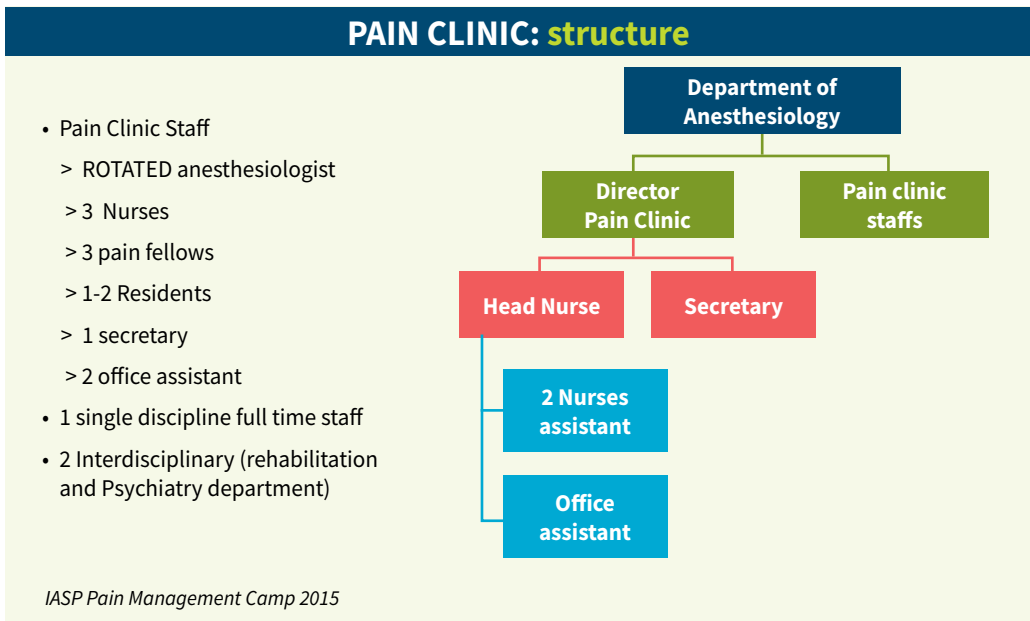 PAIN CLINIC: structure
• Pain Clinic Staff
> ROTATED anesthesiologist
> 3 Nurses
> 3 pain fellows
> 1-2 Residents
> 1 secretary
> 2 office assistant
• 1 single discipline full time staff
• 2 Interdisciplinary (rehabilitation
and Psychiatry department)
Department of
Anesthesiology
Director
Pain Clinic
Pain clinic
staffs
Head Nurse
Secretary
2 Nurses
assistant
Office
assistant
IASP Pain Management Camp 2015